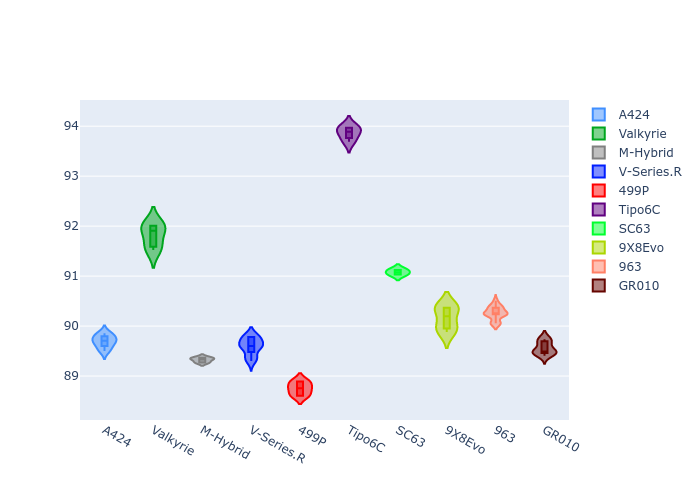 94
93
92
91
90
89
A424
Valkyrie
M-Hybrid
V-Series.R
499P
Tipo6C
SC63
9X8Evo
963
GR010
A424
Valkyrie
M-Hybrid
V-Series.R
499P
Tipo6C
SC63
9X8Evo
963
GR010